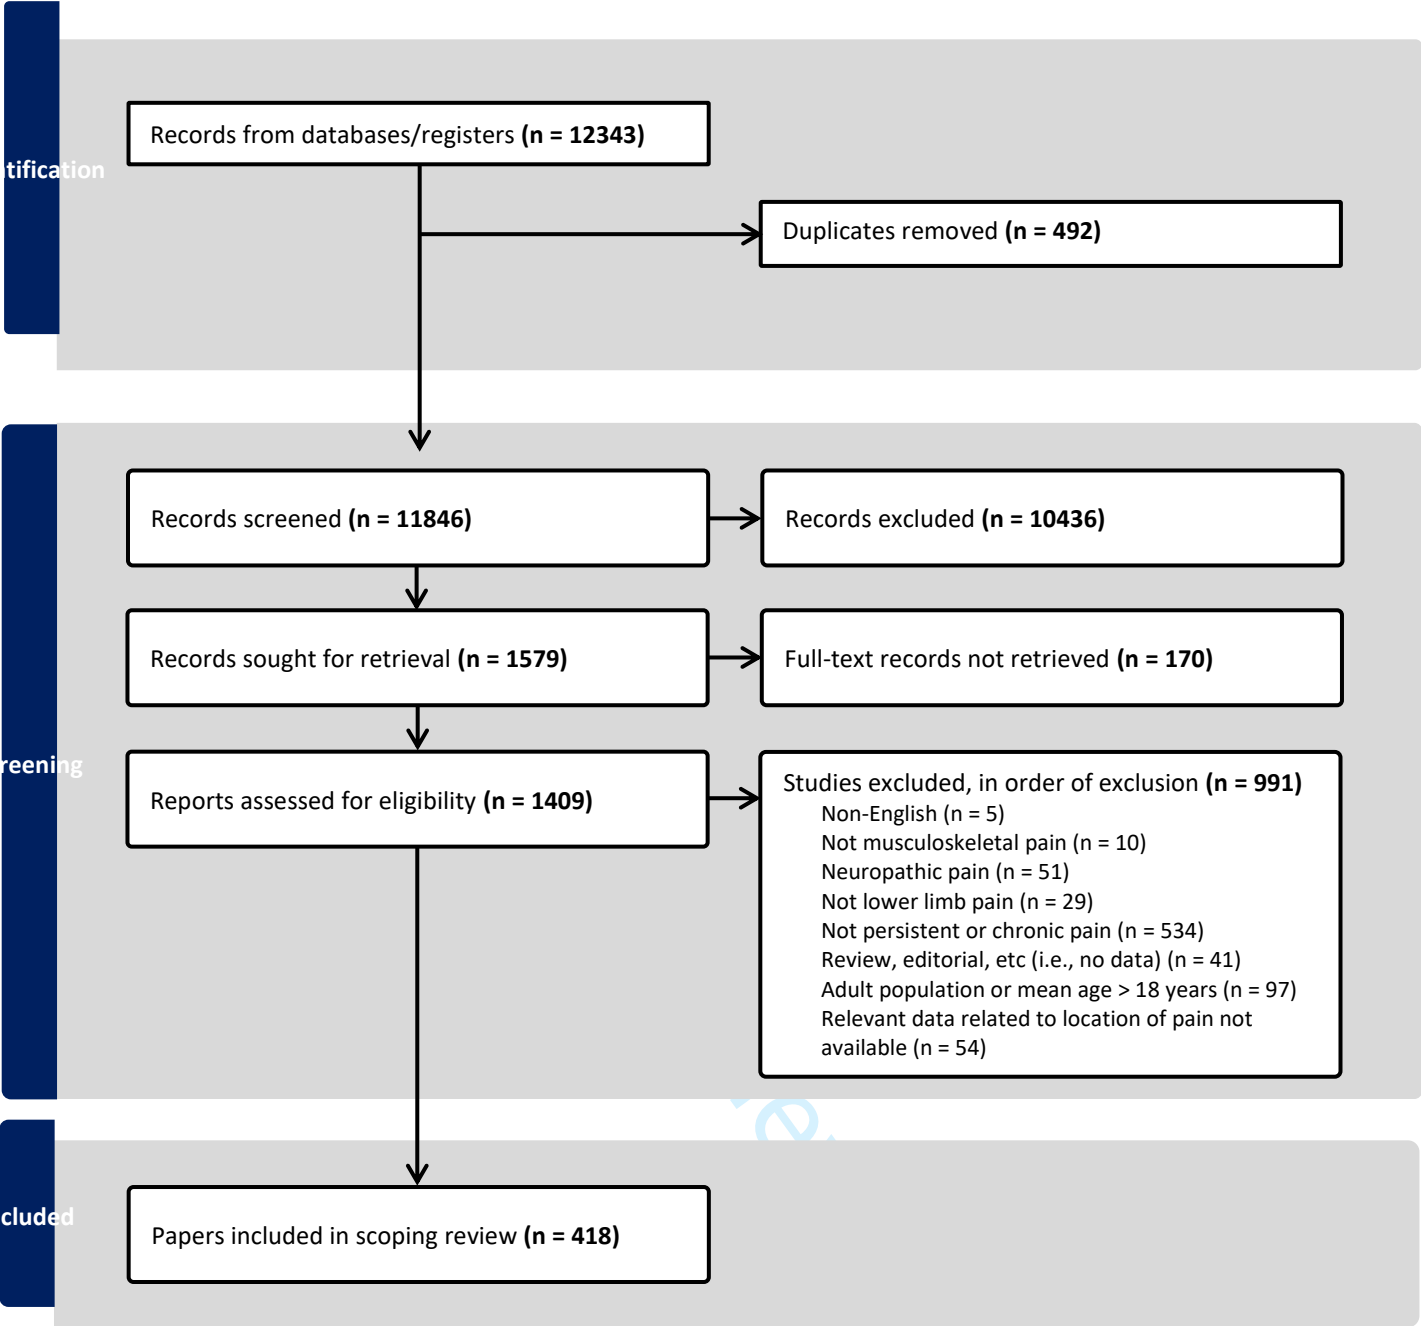 Records from databases/registers (n = 12343)
tification
Duplicates removed (n = 492)
Records screened (n = 11846)
Records excluded (n = 10436)
Records sought for retrieval (n = 1579)
Full-text records not retrieved (n = 170)
reening
Reports assessed for eligibility (n = 1409)
Studies excluded, in order of exclusion (n = 991)
Non-English (n = 5)
Not musculoskeletal pain (n = 10)
Neuropathic pain (n = 51)
Not lower limb pain (n = 29)
Not persistent or chronic pain (n = 534)
Review, editorial, etc (i.e., no data) (n = 41)
Adult population or mean age > 18 years (n = 97)
Relevant data related to location of pain not
available (n = 54)
cluded
Papers included in scoping review (n = 418)